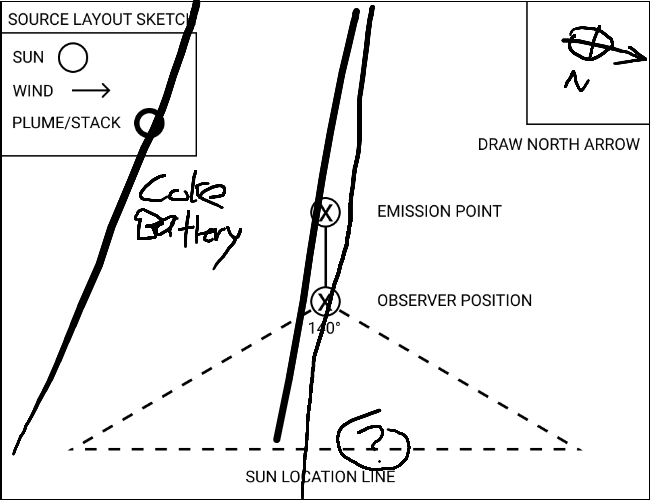 SOURCE LAYOUT SKETCH
SUN
WIND
PLUME/STACK
N
DRAW NORTH ARROW
Coke
Battery
X
EMISSION POINT
X
OBSERVER POSITION
140°
?
SUN LOCATION LINE